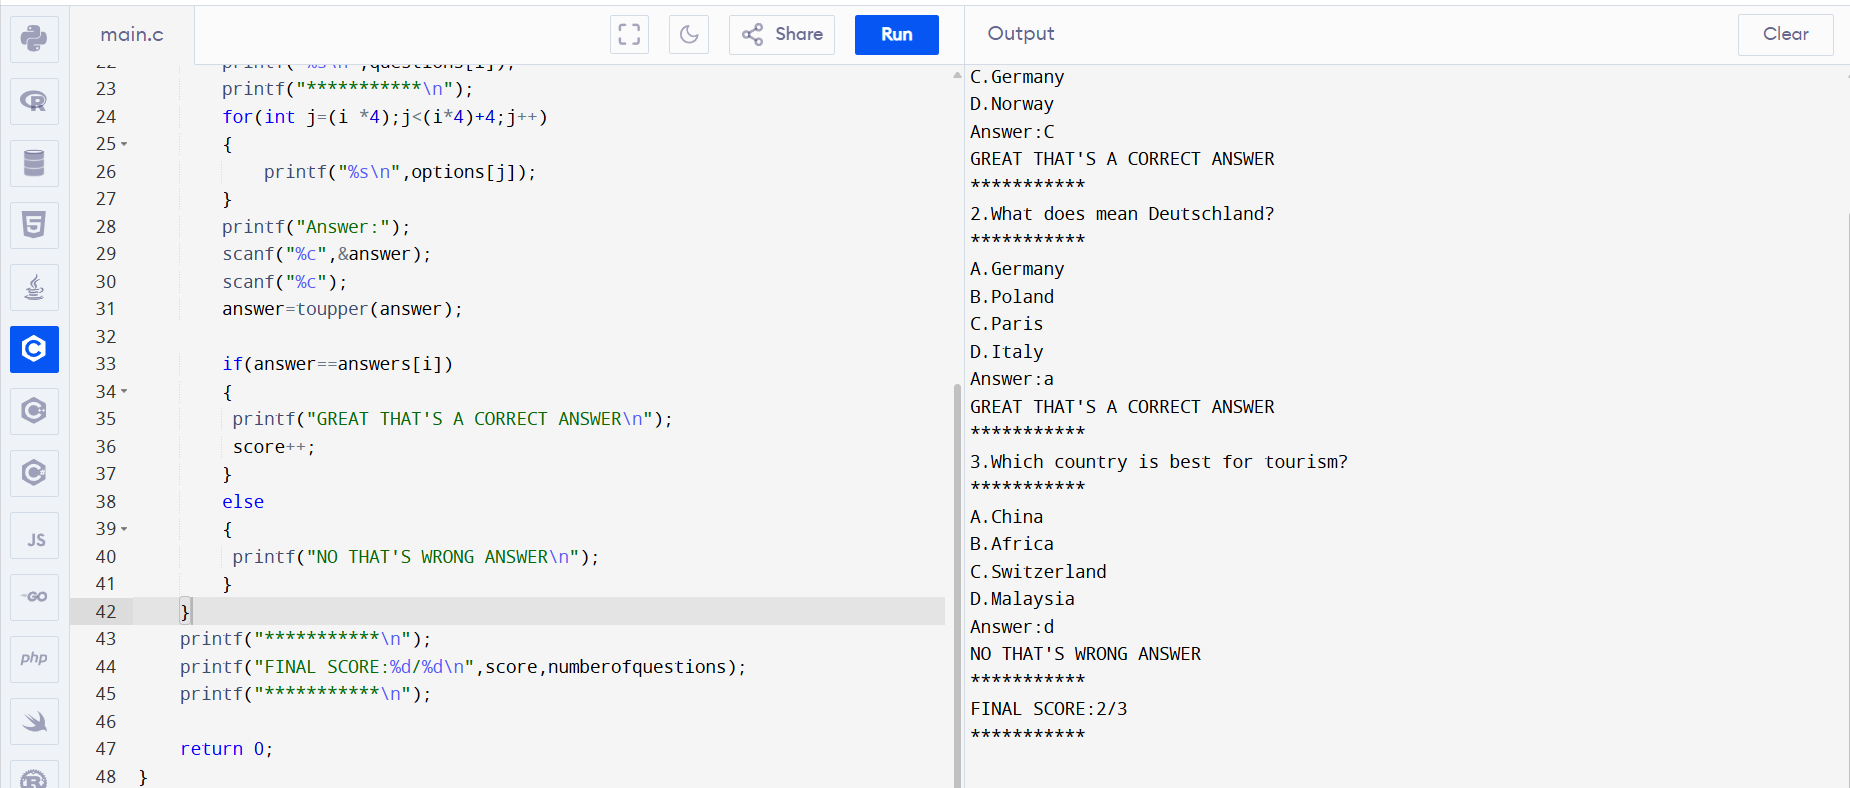 main.c
Share
Run
Output
Clear
22 printf("%s\n",questions[i]);
23 printf("***********\n");
24 for(int j=(i *4);j<(i*4)+4;j++)
25 {
26 printf("%s\n",options[j]);
27 }
28 printf("Answer:");
29 scanf("%c",&answer);
30 scanf("%c");
31 answer=toupper(answer);
32
33 if(answer==answers[i])
34 {
35 printf("GREAT THAT'S A CORRECT ANSWER\n");
36 score++;
37 }
38 else
39 {
40 printf("NO THAT'S WRONG ANSWER\n");
41 }
42 }
43 printf("***********\n");
44 printf("FINAL SCORE:%d/%d\n",score,numberofquestions);
45 printf("***********\n");
46
47 return 0;
48 }
C.Germany
D.Norway
Answer:C
GREAT THAT'S A CORRECT ANSWER
***********
2.What does mean Deutschland?
***********
A.Germany
B.Poland
C.Paris
D.Italy
Answer:a
GREAT THAT'S A CORRECT ANSWER
***********
3.Which country is best for tourism?
***********
A.China
B.Africa
C.Switzerland
D.Malaysia
Answer:d
NO THAT'S WRONG ANSWER
***********
FINAL SCORE:2/3
***********
R
5
C
C
C
JS
GO
php
R